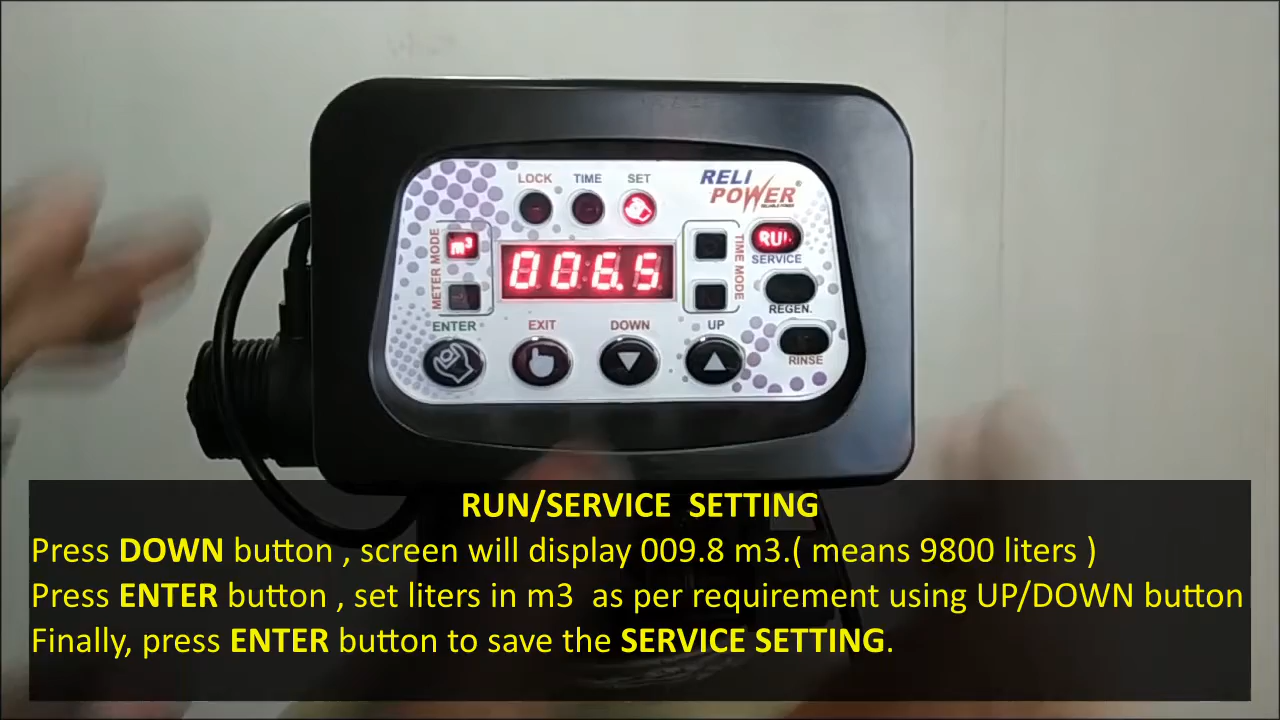 LOCK TIME SET
RELI
POWER
RELIABLE POWER
METER MODE
m³
006.5
TIME MODE
RUN
SERVICE
REGEN.
ENTER EXIT DOWN UP
RINSE
RUN/SERVICE SETTING
Press DOWN button , screen will display 009.8 m3.( means 9800 liters )
Press ENTER button , set liters in m3 as per requirement using UP/DOWN button
Finally, press ENTER button to save the SERVICE SETTING.